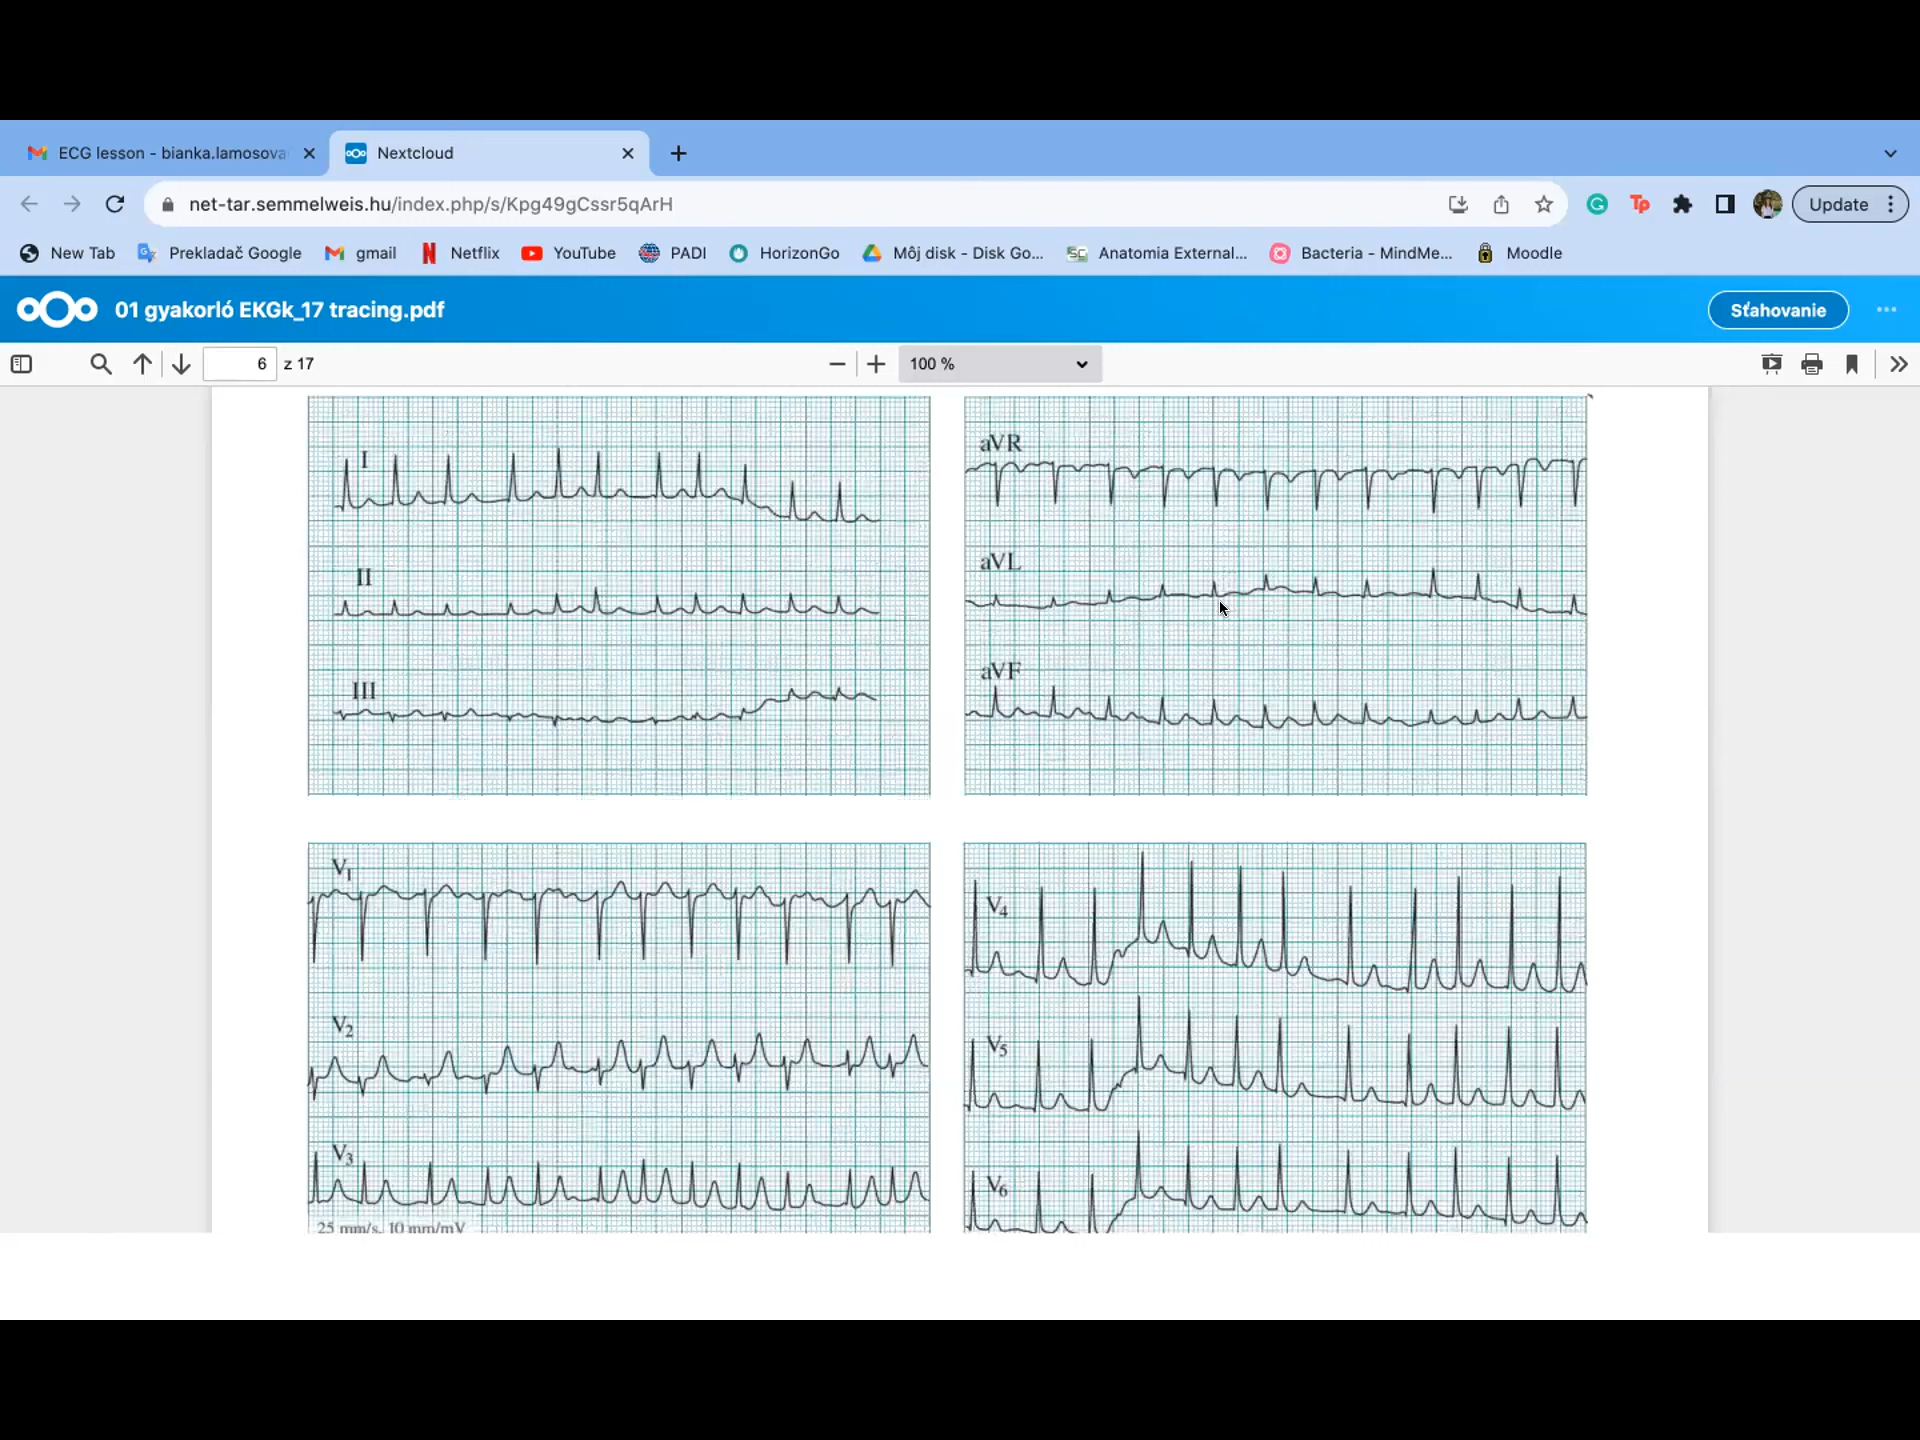 ECG lesson - bianka.lamosova
Nextcloud
net-tar.semmelweis.hu/index.php/s/Kpg49gCssr5qArH
Update
New Tab
Prekladač Google
gmail
Netflix
YouTube
PADI
HorizonGo
Môj disk - Disk Go...
Anatomia External...
Bacteria - MindMe...
Moodle
01 gyakorló EKGk_17 tracing.pdf
Sťahovanie
6 z 17
100 %
I
II
III
aVR
aVL
aVF
V1
V2
V3
25 mm/s, 10 mm/mV
V4
V5
V6